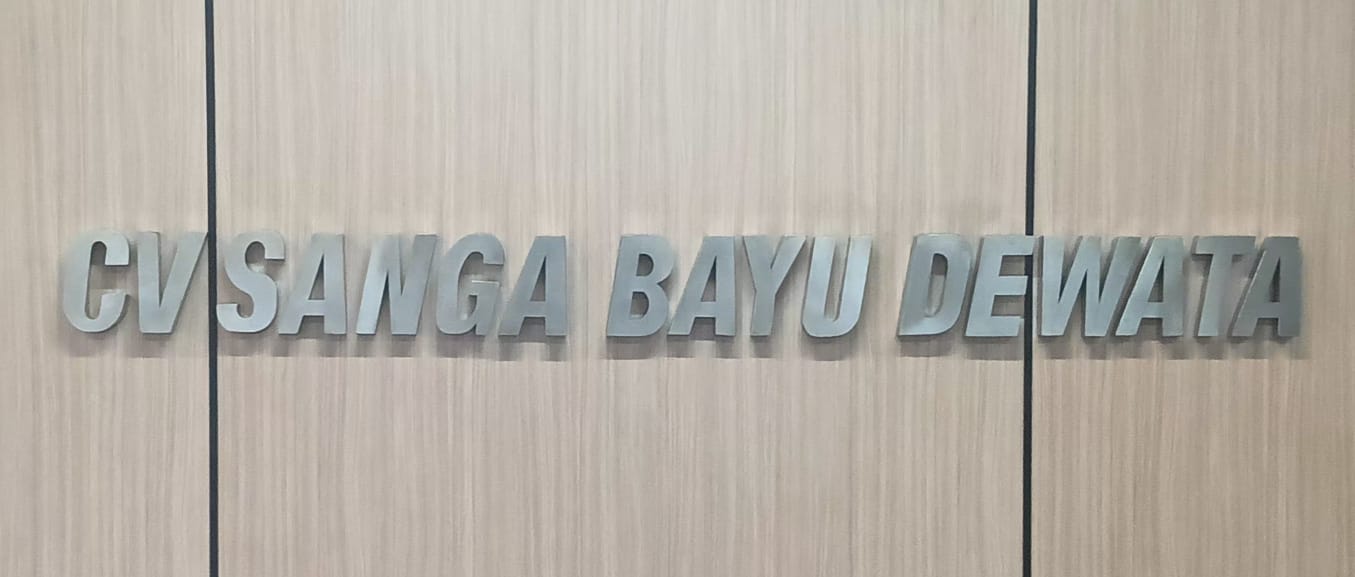 CV SANGA BAYU DEWATA